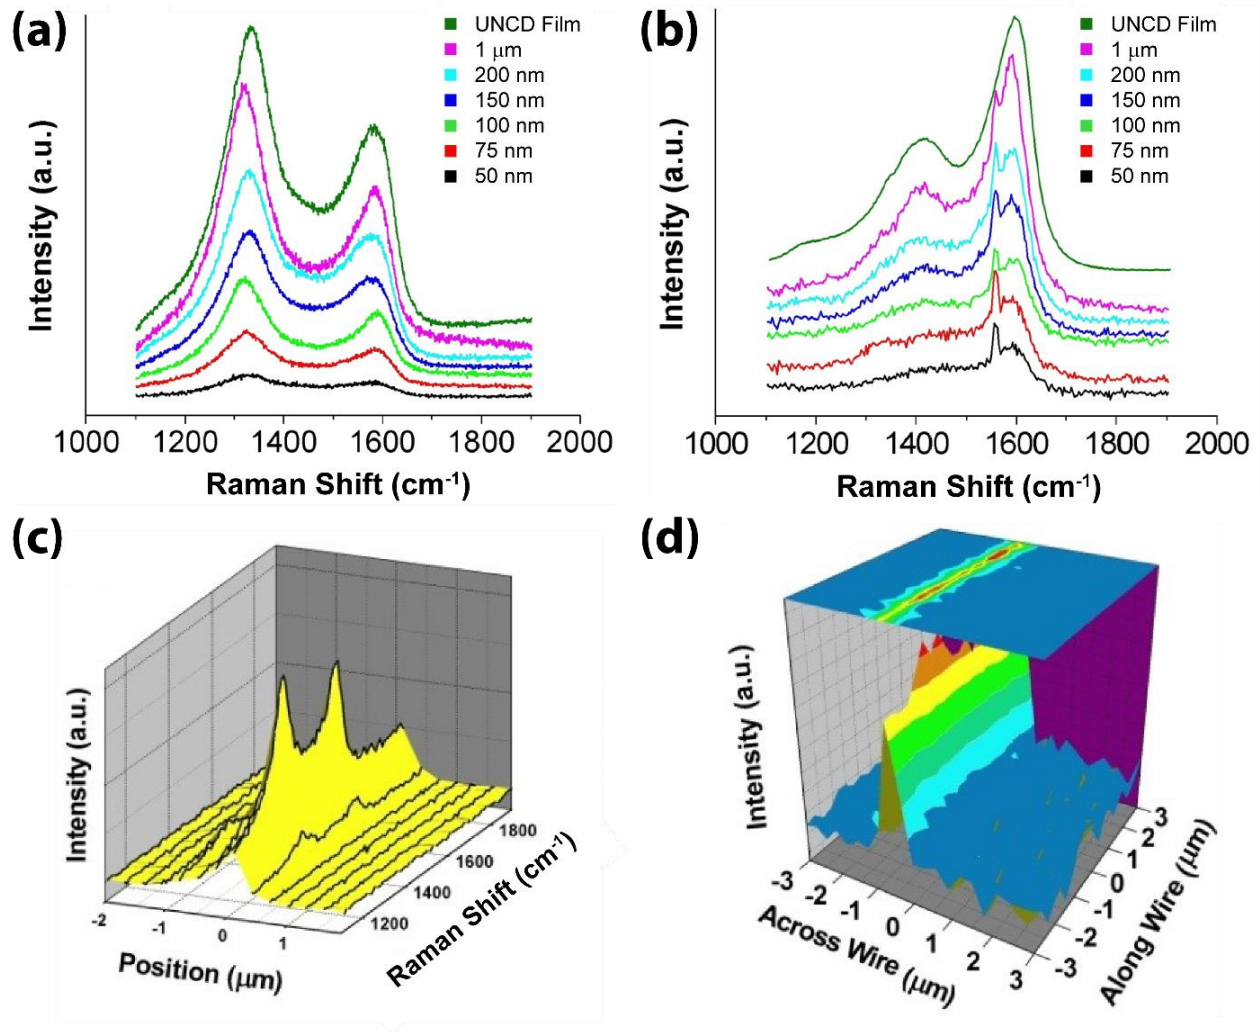 (a)
UNCD Film
1 μm
200 nm
150 nm
100 nm
75 nm
50 nm
Intensity (a.u.)
1000 1200 1400 1600 1800 2000
Raman Shift (cm-1)
(b)
UNCD Film
1 μm
200 nm
150 nm
100 nm
75 nm
50 nm
Intensity (a.u.)
1000 1200 1400 1600 1800 2000
Raman Shift (cm-1)
(c)
Intensity (a.u.)
-2 -1 0 1
Position (μm)
1200 1400 1600 1800
Raman Shift (cm-1)
(d)
Intensity (a.u.)
-3 -2 -1 0 1 2 3
Across Wire (μm)
-3 -2 -1 0 1 2 3
Along Wire (μm)